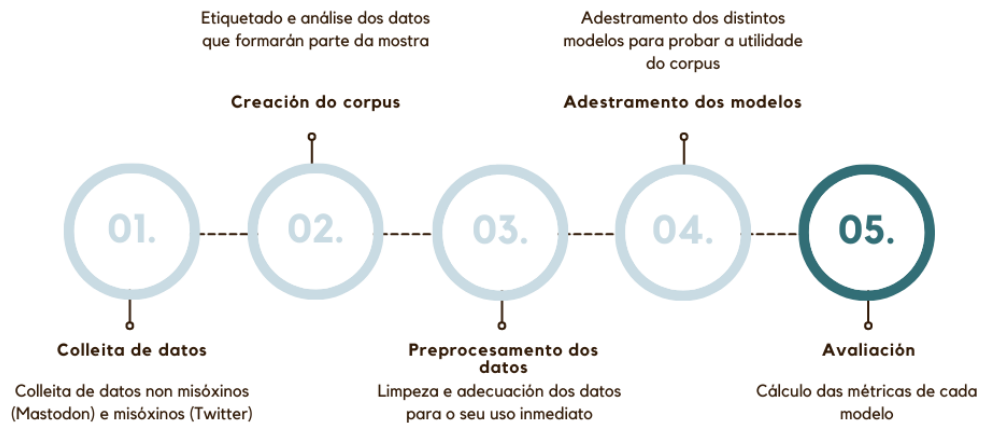 Etiquetado e análise dos datos
que formarán parte da mostra
Creación do corpus
Adestramento dos distintos
modelos para probar a utilidade
do corpus
Adestramento dos modelos
01.
02.
03.
04.
05.
Colleita de datos
Colleita de datos non misóxinos
(Mastodon) e misóxinos (Twitter)
Preprocesamento dos
datos
Limpeza e adecuación dos datos
para o seu uso inmediato
Avaliación
Cálculo das métricas de cada
modelo